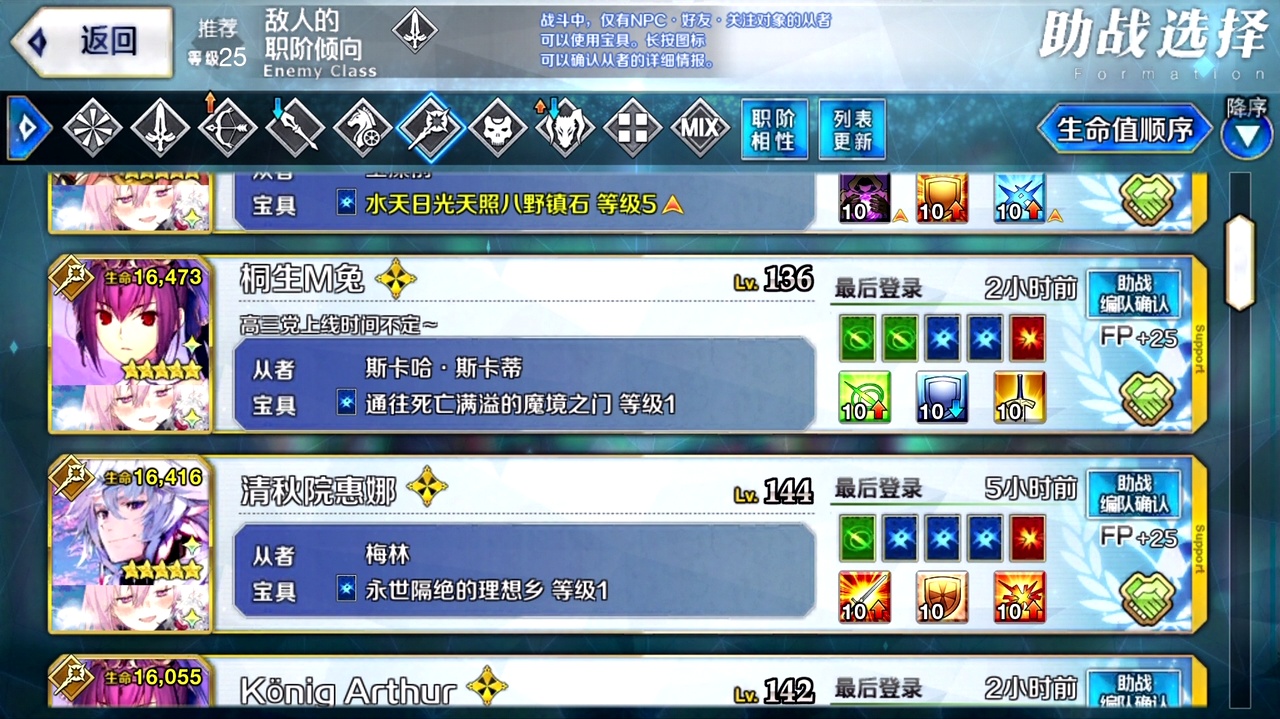 返回
推荐
等级25
敌人的
职阶倾向
Enemy Class
战斗中，仅有NPC·好友·关注对象的从者
可以使用宝具。长按图标
可以确认从者的详细情报。
助战选择
Formation
MIX
职阶
相性
列表
更新
生命值顺序
降序
宝具 水天日光天照八野镇石 等级5
10 10 10
生命16,473
桐生M兔
Lv.136
高三党上线时间不定~
从者 斯卡哈·斯卡蒂
宝具 通往死亡满溢的魔境之门 等级1
最后登录 2小时前
10 10 10
助战
编队确认
FP+25
Support
生命16,416
清秋院惠娜
Lv.144
从者 梅林
宝具 永世隔绝的理想乡 等级1
最后登录 5小时前
10 10 10
助战
编队确认
FP+25
Support
生命16,055
König Arthur
Lv.142
最后登录 2小时前
助战
编队确认